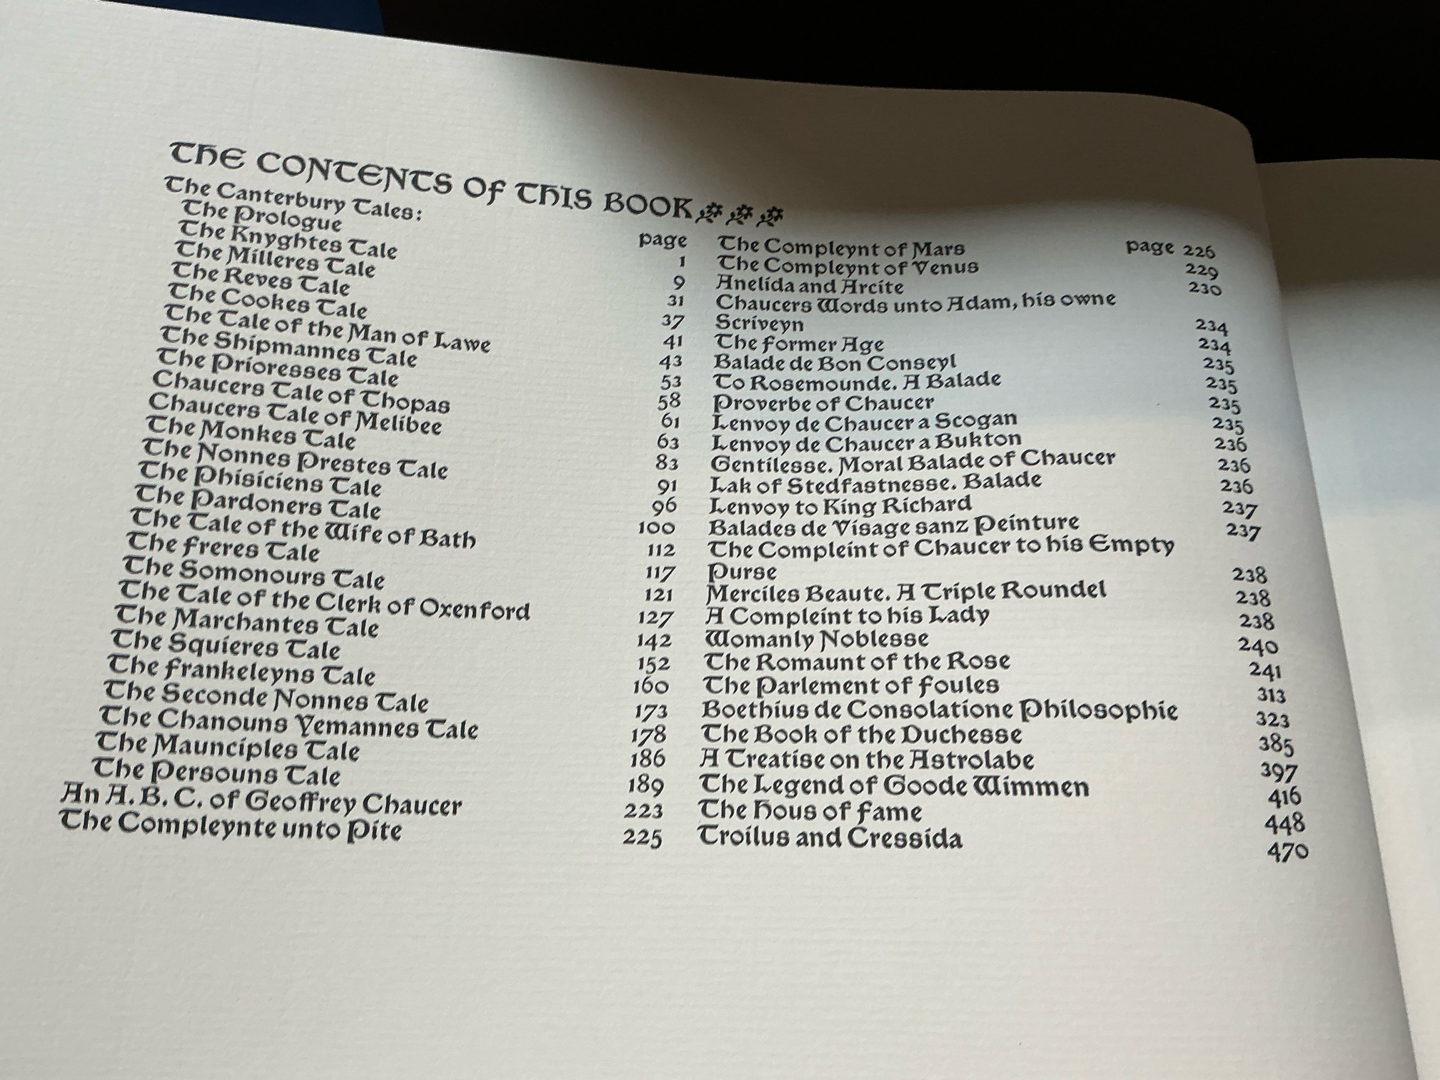 THE CONTENTS OF THIS BOOK
The Canterbury Tales: page
The Prologue 1
The Knyghtes Tale 9
The Milleres Tale 31
The Reves Tale 37
The Cookes Tale 41
The Tale of the Man of Lawe 43
The Shipmannes Tale 53
The Prioresses Tale 58
Chaucers Tale of Thopas 61
Chaucers Tale of Melibee 63
The Monkes Tale 83
The Nonnes Prestes Tale 91
The Phisiciens Tale 96
The Pardoners Tale 100
The Tale of the Wife of Bath 112
The Freres Tale 117
The Somonours Tale 121
The Tale of the Clerk of Oxenford 127
The Marchantes Tale 142
The Squieres Tale 152
The Frankeleyns Tale 160
The Seconde Nonnes Tale 173
The Chanouns Yemannes Tale 178
The Maunciples Tale 186
The Persouns Tale 189
An A. B. C. of Geoffrey Chaucer 223
The Compleynte unto Pite 225
The Compleynt of Mars page 226
The Compleynt of Venus 229
Anelida and Arcite 230
Chaucers Words unto Adam, his owne
Scriveyn 234
The Former Age 234
Balade de Bon Conseyl 235
To Rosemounde. A Balade 235
Proverbe of Chaucer 235
Lenvoy de Chaucer a Scogan 235
Lenvoy de Chaucer a Bukton 236
Gentilesse. Moral Balade of Chaucer 236
Lak of Stedfastnesse. Balade 236
Lenvoy to King Richard 237
Balades de Visage sanz Peinture 237
The Compleint of Chaucer to his Empty
Purse 238
Merciles Beaute. A Triple Roundel 238
A Compleint to his Lady 238
Womanly Noblesse 240
The Romaunt of the Rose 241
The Parlement of Foules 313
Boethius de Consolatione Philosophie 323
The Book of the Duchesse 385
A Treatise on the Astrolabe 397
The Legend of Goode Wimmen 416
The Hous of Fame 448
Troilus and Cressida 470